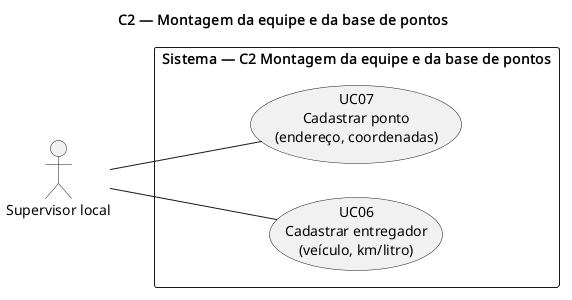 C2 — Montagem da equipe e da base de pontos
Sistema — C2 Montagem da equipe e da base de pontos
UC07
Cadastrar ponto
(endereço, coordenadas)
Supervisor local
UC06
Cadastrar entregador
(veículo, km/litro)